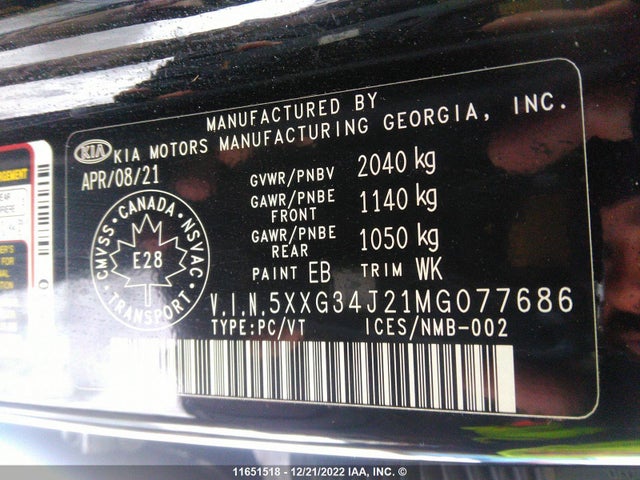 MANUFACTURED BY
KIA KIA MOTORS MANUFACTURING GEORGIA, INC.
APR/08/21
GVWR/PNBV 2040 kg
GAWR/PNBE FRONT 1140 kg
GAWR/PNBE REAR 1050 kg
PAINT EB TRIM WK
CMVSS • CANADA • NSVAC • TRANSPORT •
E28
V.I.N.5XXG34J21MG077686
TYPE:PC/VT ICES/NMB-002
11651518 - 12/21/2022 IAA, INC. ©